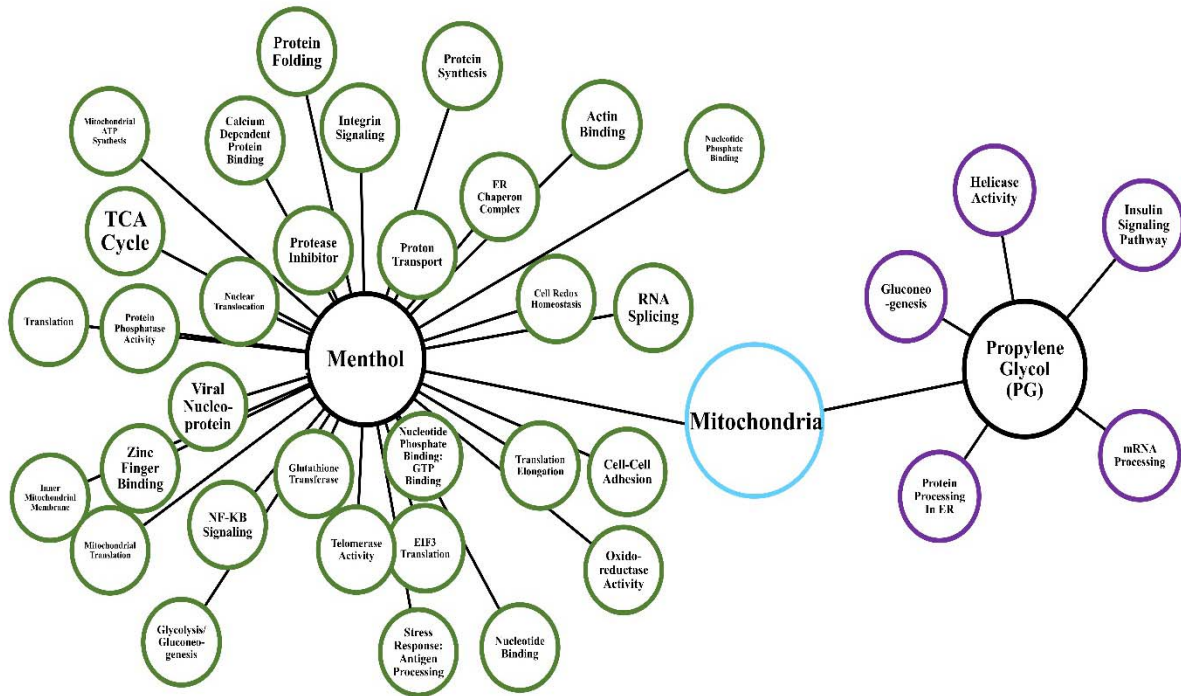 Protein
Folding
Protein
Synthesis
Mitochondrial
ATP
Synthesis
Calcium
Dependent
Protein
Binding
Integrin
Signaling
Actin
Binding
Nucleotide
Phosphate
Binding
ER
Chaperon
Complex
TCA
Cycle
Protease
Inhibitor
Proton
Transport
Nuclear
Translocation
Cell Redox
Homeostasis
RNA
Splicing
Translation
Protein
Phosphatase
Activity
Menthol
Viral
Nucleo-
protein
Mitochondria
Nucleotide
Phosphate
Binding:
GTP
Binding
Zinc
Finger
Binding
Glutathione
Transferase
Translation
Elongation
Cell-Cell
Adhesion
Inner
Mitochondrial
Membrane
NF-KB
Signaling
Mitochondrial
Translation
Telomerase
Activity
EIF3
Translation
Oxido-
reductase
Activity
Glycolysis/
Gluconeo-
genesis
Stress
Response:
Antigen
Processing
Nucleotide
Binding
Helicase
Activity
Insulin
Signaling
Pathway
Gluconeo
-genesis
Propylene
Glycol
(PG)
mRNA
Processing
Protein
Processing
In ER